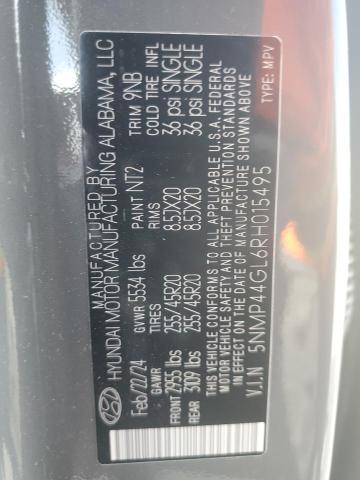 MANUFACTURED BY
HYUNDAI MOTOR MANUFACTURING ALABAMA, LLC
Feb/22/24 GVWR 5534 lbs PAINT NT2 TRIM 9NB
GAWR TIRES RIMS COLD TIRE INFL
FRONT 2955 lbs 255/45R20 8.5JX20 36 psi SINGLE
REAR 3109 lbs 255/45R20 8.5JX20 36 psi SINGLE
THIS VEHICLE CONFORMS TO ALL APPLICABLE U.S.A. FEDERAL
MOTOR VEHICLE SAFETY, BUMPER, AND THEFT PREVENTION STANDARDS
IN EFFECT ON THE DATE OF MANUFACTURE SHOWN ABOVE
V.I.N 5NMP44GL6RH015495 TYPE: MPV